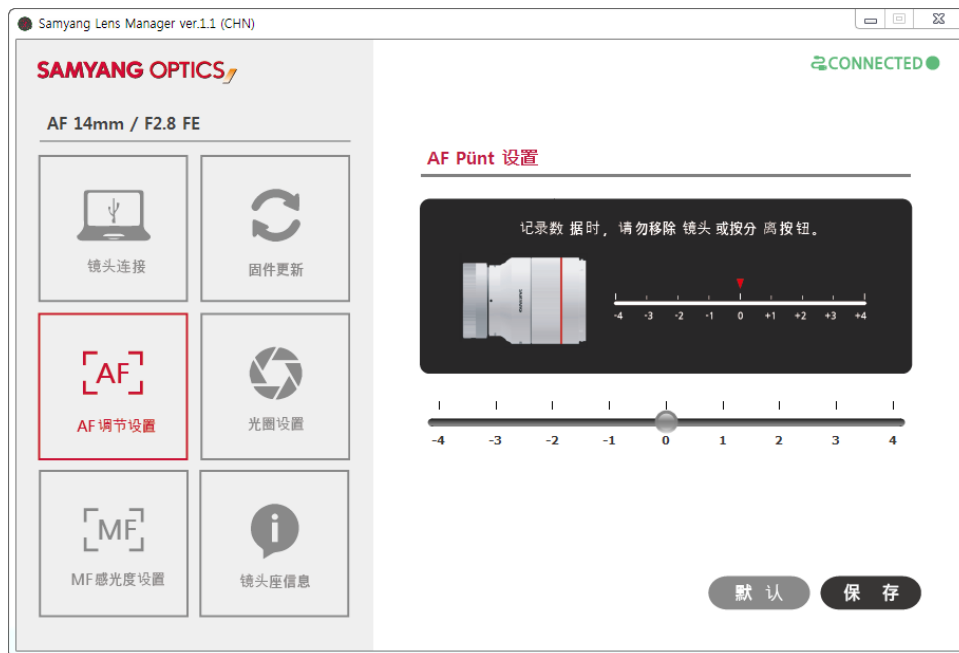 Samyang Lens Manager ver.1.1 (CHN)
SAMYANG OPTICS
CONNECTED
AF 14mm / F2.8 FE
镜头连接
固件更新
AF
AF 调节设置
光圈设置
MF
MF 感光度设置
i
镜头座信息
AF Pünt 设置
记录数 据时, 请勿移除 镜头 或按分 离按钮。
SAMYANG
-4 -3 -2 -1 0 +1 +2 +3 +4
-4 -3 -2 -1 0 1 2 3 4
默 认
保 存